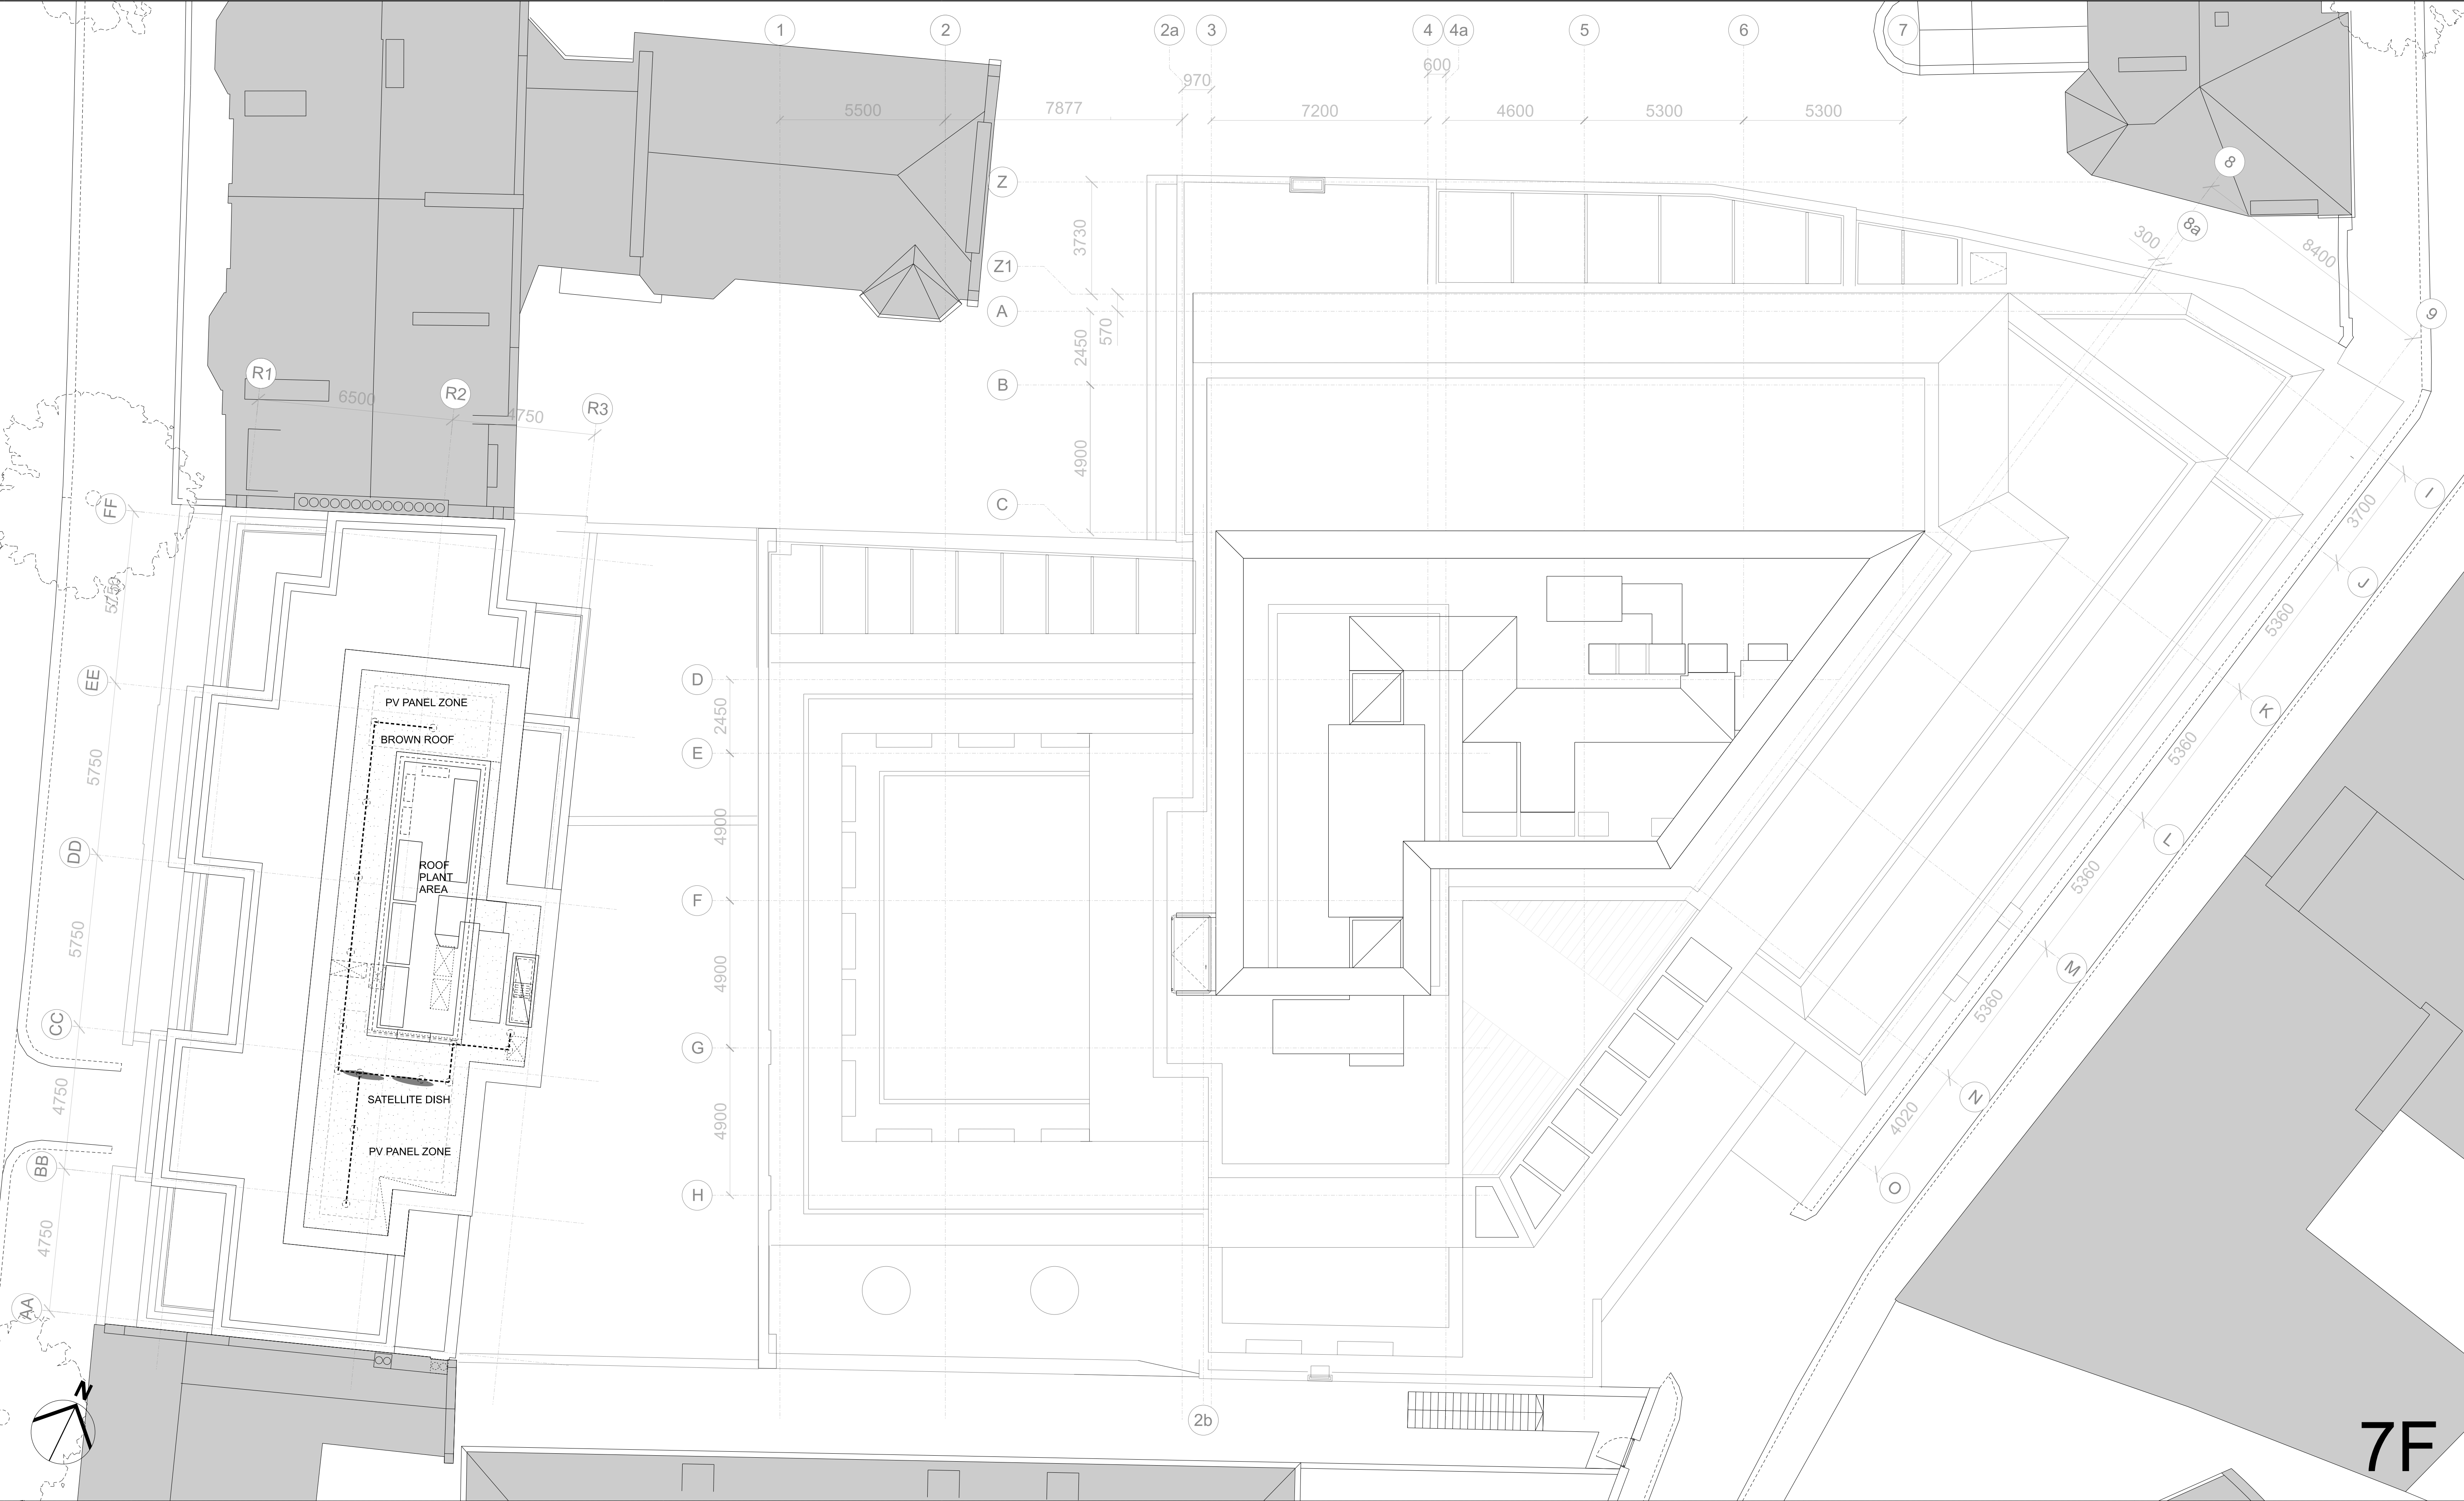 1
2
2a
3
4
4a
5
6
7
600
970
5500
7877
7200
4600
5300
5300
8
8a
300
8400
9
Z
3730
Z1
A
570
2450
B
4900
C
R1
6500
R2
4750
R3
FF
5750
EE
5750
DD
5750
CC
4750
BB
4750
AA
PV PANEL ZONE
BROWN ROOF
ROOF
PLANT
AREA
SATELLITE DISH
PV PANEL ZONE
D
2450
E
4900
F
4900
G
4900
H
I
3700
J
5360
K
5360
L
5360
M
5360
N
4020
O
2b
N
7F